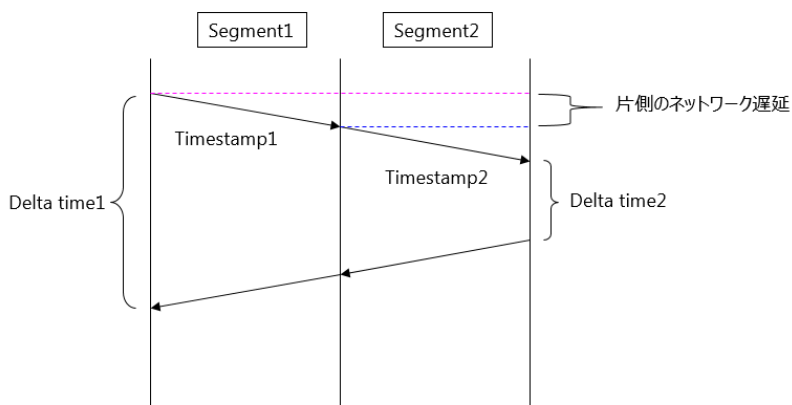 Segment1
Segment2
片側のネットワーク遅延
Timestamp1
Timestamp2
Delta time1
Delta time2